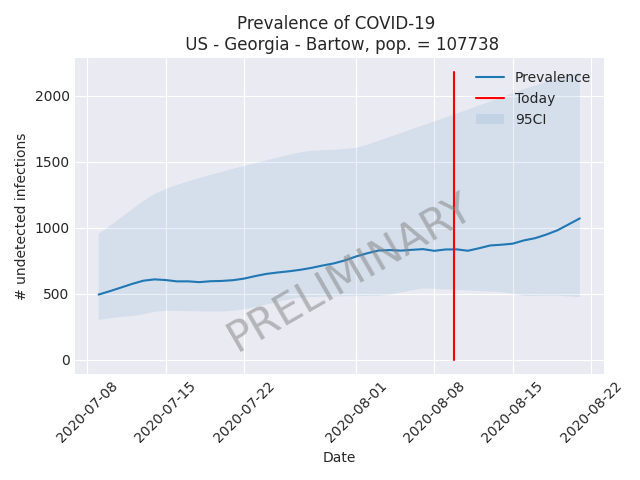 Prevalence of COVID-19
US - Georgia - Bartow, pop. = 107738
Prevalence
Today
95CI
# undetected infections
2000
1500
1000
500
0
PRELIMINARY
2020-07-08
2020-07-15
2020-07-22
2020-08-01
2020-08-08
2020-08-15
2020-08-22
Date